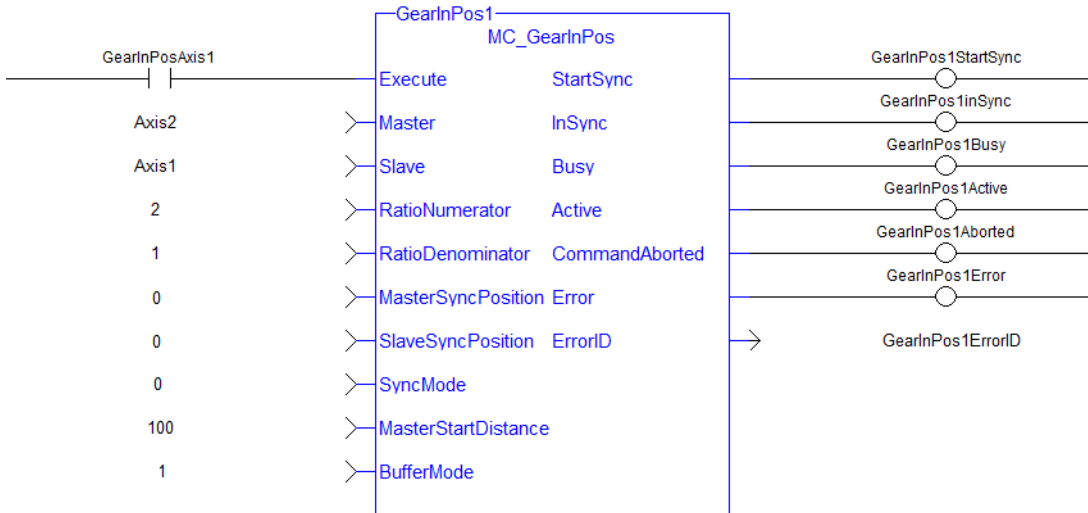 GearInPos1
MC_GearInPos
GearInPosAxis1 Execute StartSync GearInPos1StartSync
Axis2 Master InSync GearInPos1inSync
Axis1 Slave Busy GearInPos1Busy
2 RatioNumerator Active GearInPos1Active
1 RatioDenominator CommandAborted GearInPos1Aborted
0 MasterSyncPosition Error GearInPos1Error
0 SlaveSyncPosition ErrorID GearInPos1ErrorID
0 SyncMode
100 MasterStartDistance
1 BufferMode